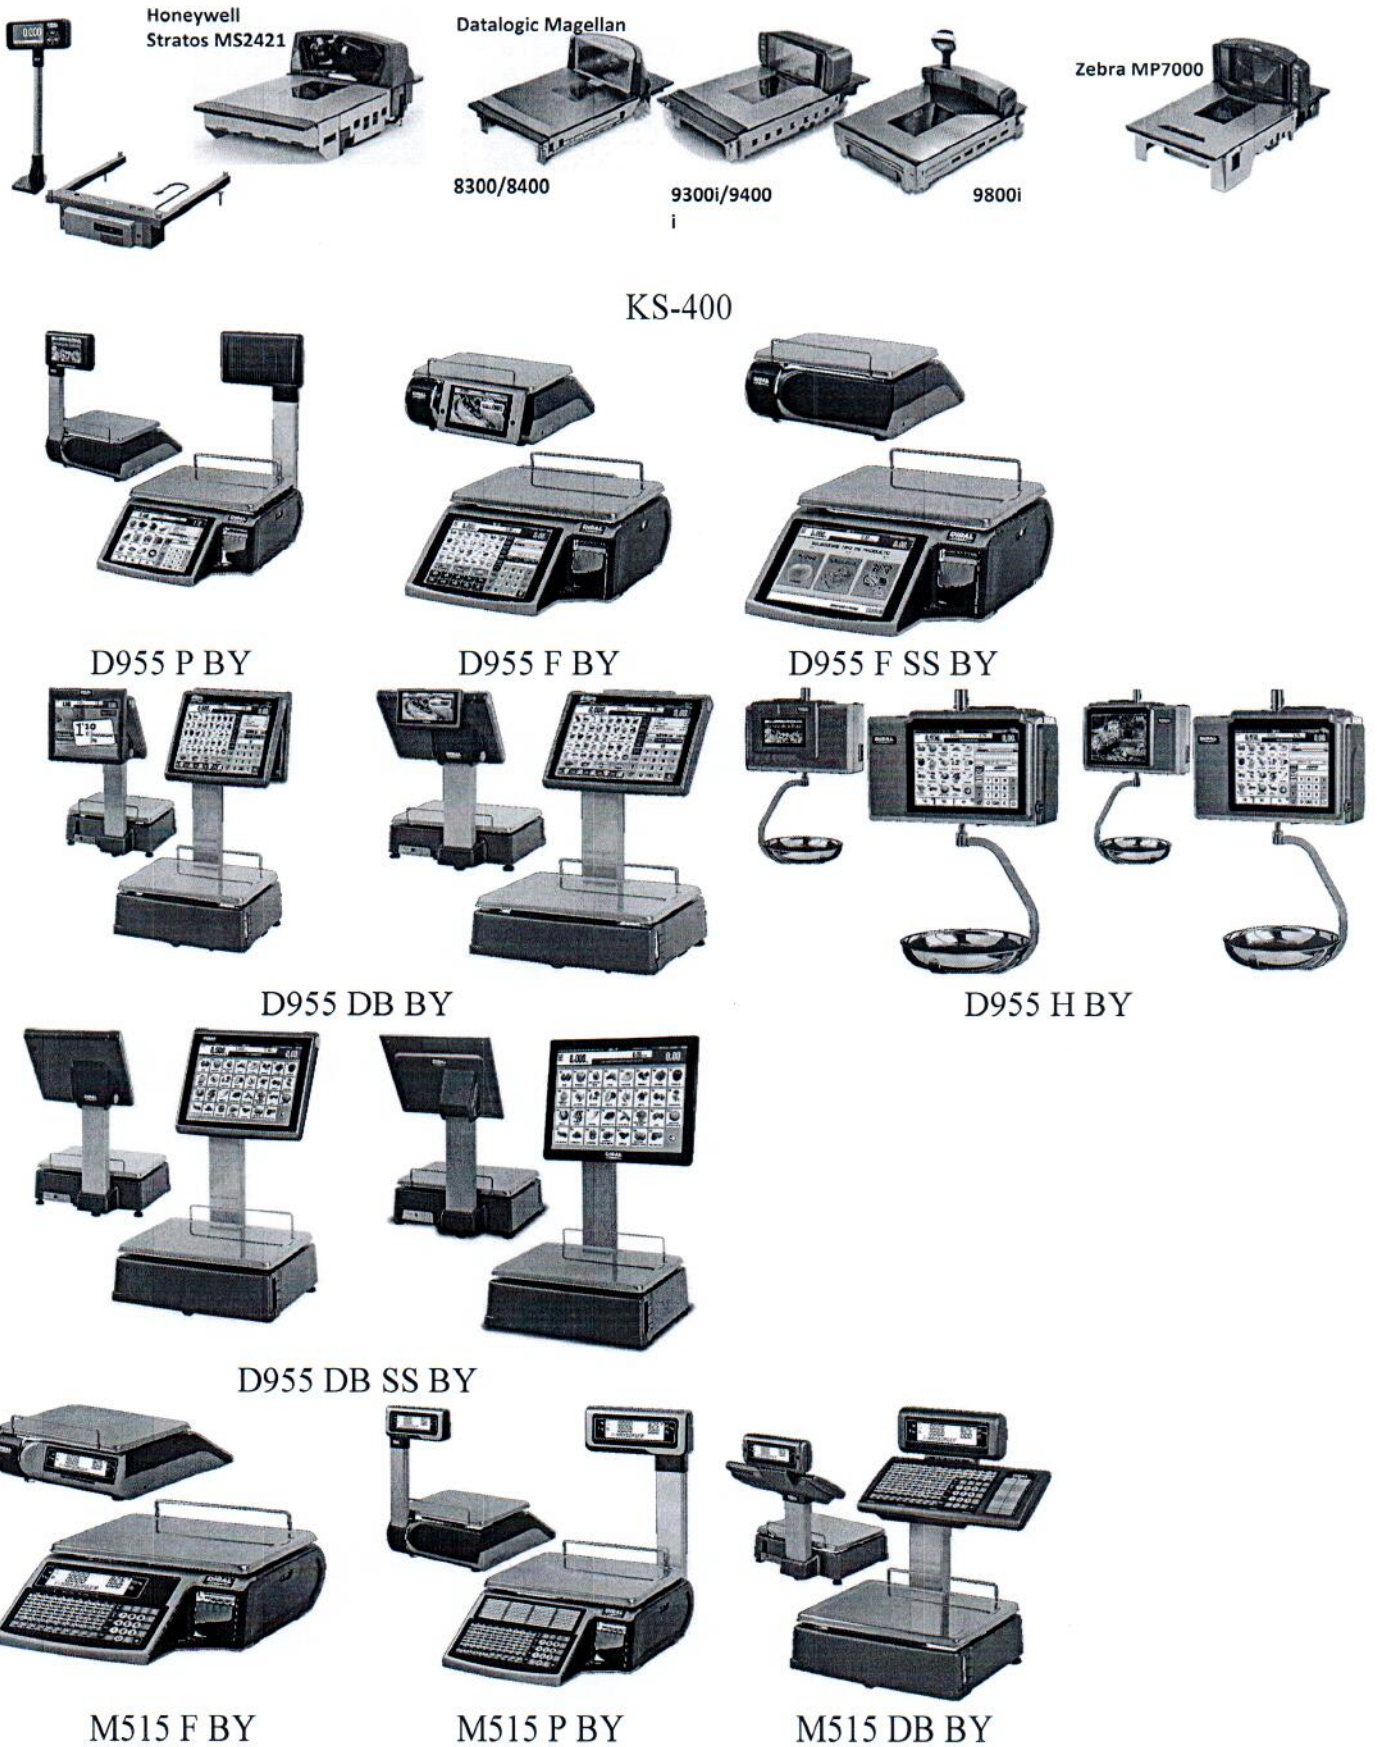 Honeywell
Stratos MS2421
Datalogic Magellan
Zebra MP7000
8300/8400
9300i/9400
i
9800i
KS-400
D955 P BY
D955 F BY
D955 F SS BY
D955 DB BY
D955 H BY
D955 DB SS BY
M515 F BY
M515 P BY
M515 DB BY